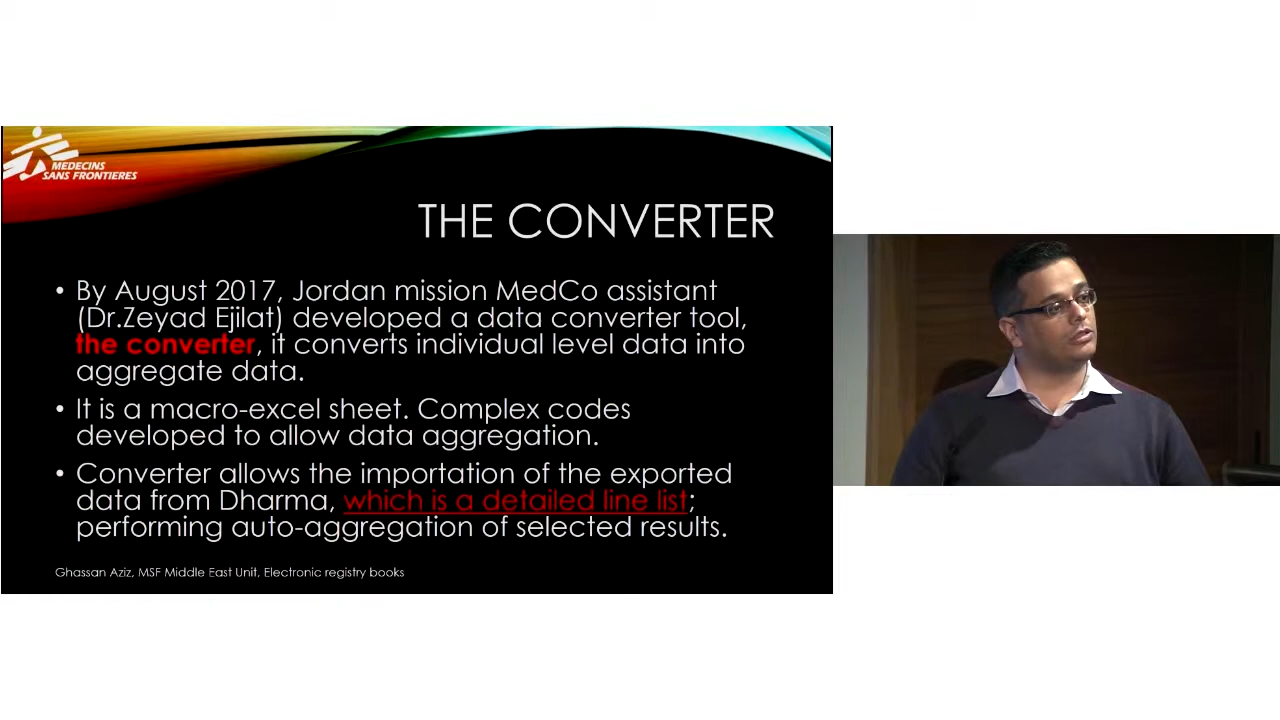 MEDECINS
SANS FRONTIERES
THE CONVERTER
• By August 2017, Jordan mission MedCo assistant
(Dr.Zeyad Ejilat) developed a data converter tool,
the converter, it converts individual level data into
aggregate data.
• It is a macro-excel sheet. Complex codes
developed to allow data aggregation.
• Converter allows the importation of the exported
data from Dharma, which is a detailed line list;
performing auto-aggregation of selected results.
Ghassan Aziz, MSF Middle East Unit, Electronic registry books